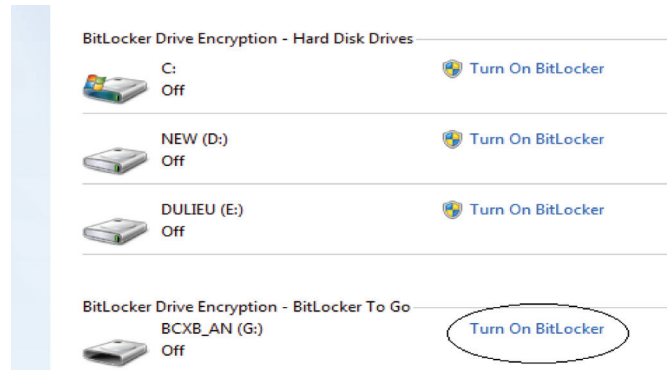 BitLocker Drive Encryption - Hard Disk Drives
C: Turn On BitLocker
Off
NEW (D:) Turn On BitLocker
Off
DULIEU (E:) Turn On BitLocker
Off
BitLocker Drive Encryption - BitLocker To Go
BCXB_AN (G:) Turn On BitLocker
Off